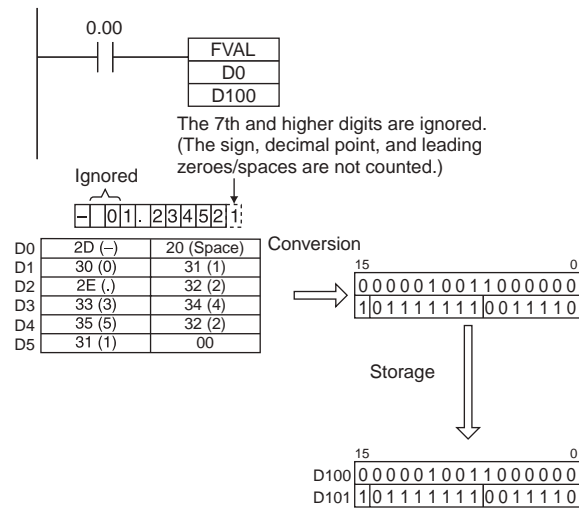 0.00
FVAL
D0
D100
The 7th and higher digits are ignored.
(The sign, decimal point, and leading
zeroes/spaces are not counted.)
Ignored
– 0 1 . 2 3 4 5 2 1
D0 2D (–) 20 (Space)
D1 30 (0) 31 (1)
D2 2E (.) 32 (2)
D3 33 (3) 34 (4)
D4 35 (5) 32 (2)
D5 31 (1) 00
Conversion
15 0
0 0 0 0 0 1 0 0 1 1 0 0 0 0 0 0
1 0 1 1 1 1 1 1 1 0 0 1 1 1 1 0
Storage
15 0
D100 0 0 0 0 0 1 0 0 1 1 0 0 0 0 0 0
D101 1 0 1 1 1 1 1 1 1 0 0 1 1 1 1 0